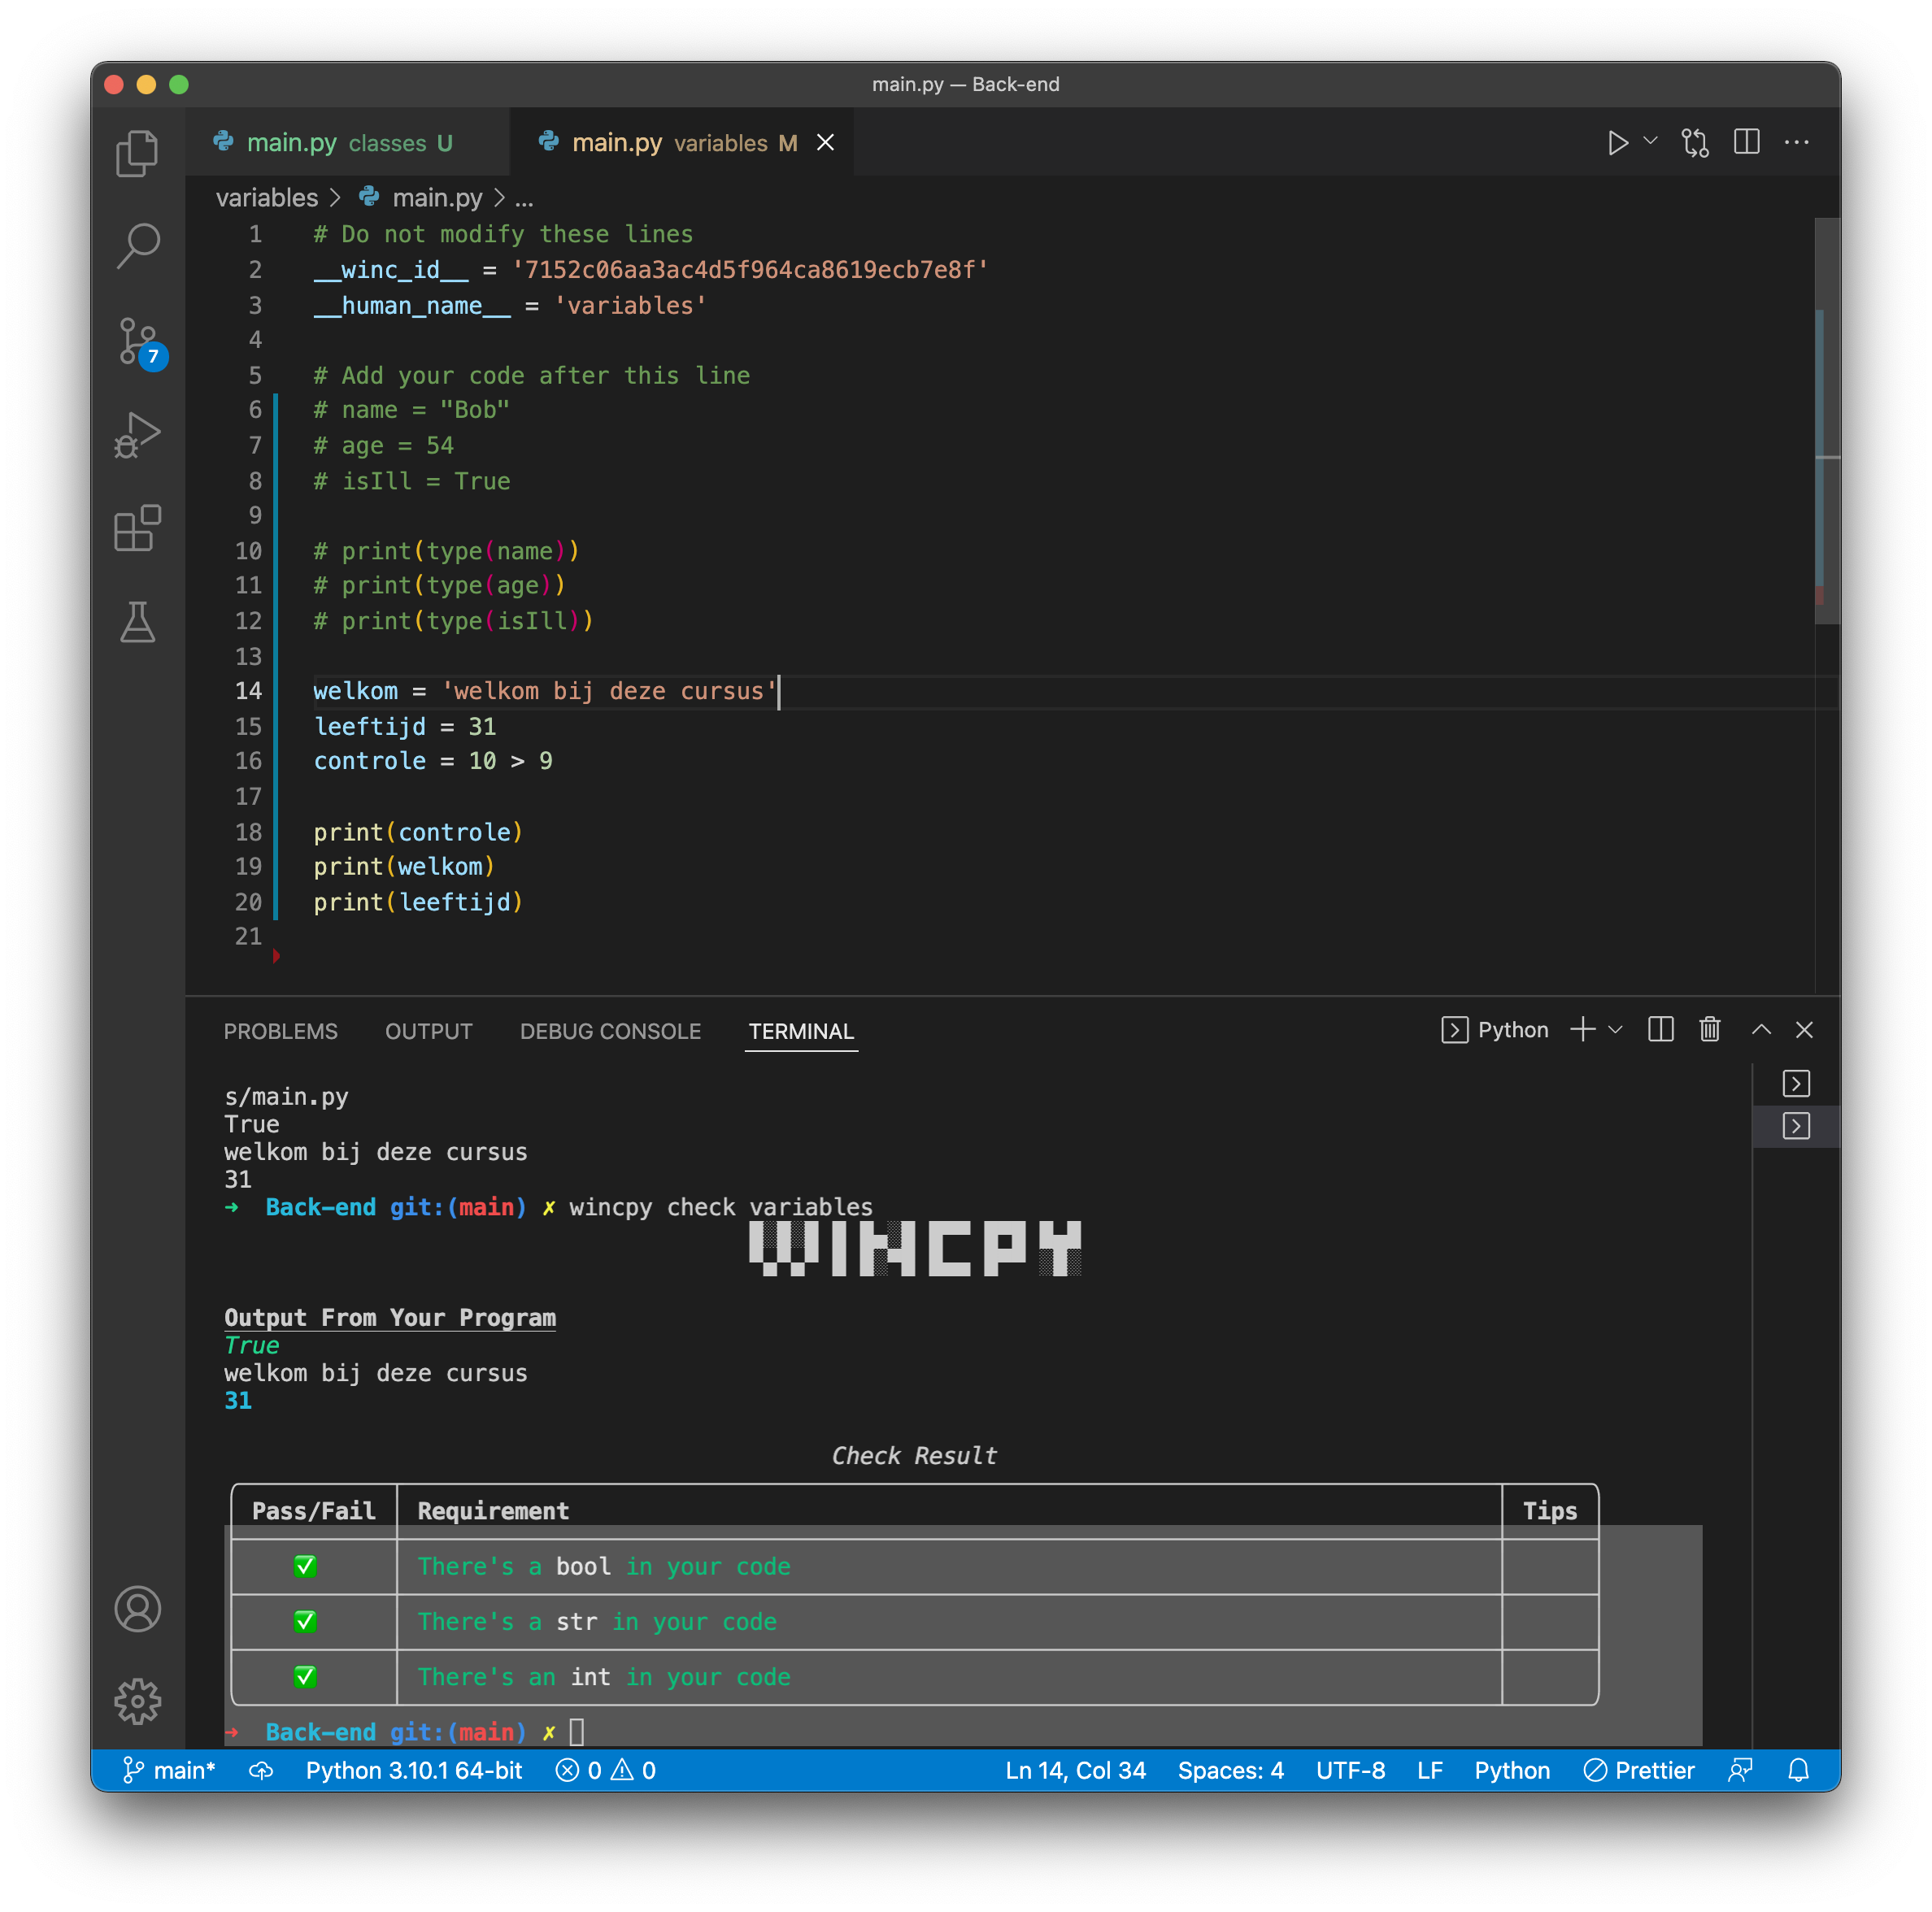 main.py — Back-end
main.py classes U main.py variables M
variables > main.py > ...
1 # Do not modify these lines
2 __winc_id__ = '7152c06aa3ac4d5f964ca8619ecb7e8f'
3 __human_name__ = 'variables'
4
5 # Add your code after this line
6 # name = "Bob"
7 # age = 54
8 # isIll = True
9
10 # print(type(name))
11 # print(type(age))
12 # print(type(isIll))
13
14 welkom = 'welkom bij deze cursus'
15 leeftijd = 31
16 controle = 10 > 9
17
18 print(controle)
19 print(welkom)
20 print(leeftijd)
21
7
PROBLEMS OUTPUT DEBUG CONSOLE TERMINAL Python
s/main.py
True
welkom bij deze cursus
31
➜ Back-end git:(main) ✗ wincpy check variables
WINCPY
Output From Your Program
True
welkom bij deze cursus
31
Check Result
Pass/Fail Requirement Tips
✅ There's a bool in your code
✅ There's a str in your code
✅ There's an int in your code
➜ Back-end git:(main) ✗
main* Python 3.10.1 64-bit 0 0 Ln 14, Col 34 Spaces: 4 UTF-8 LF Python Prettier